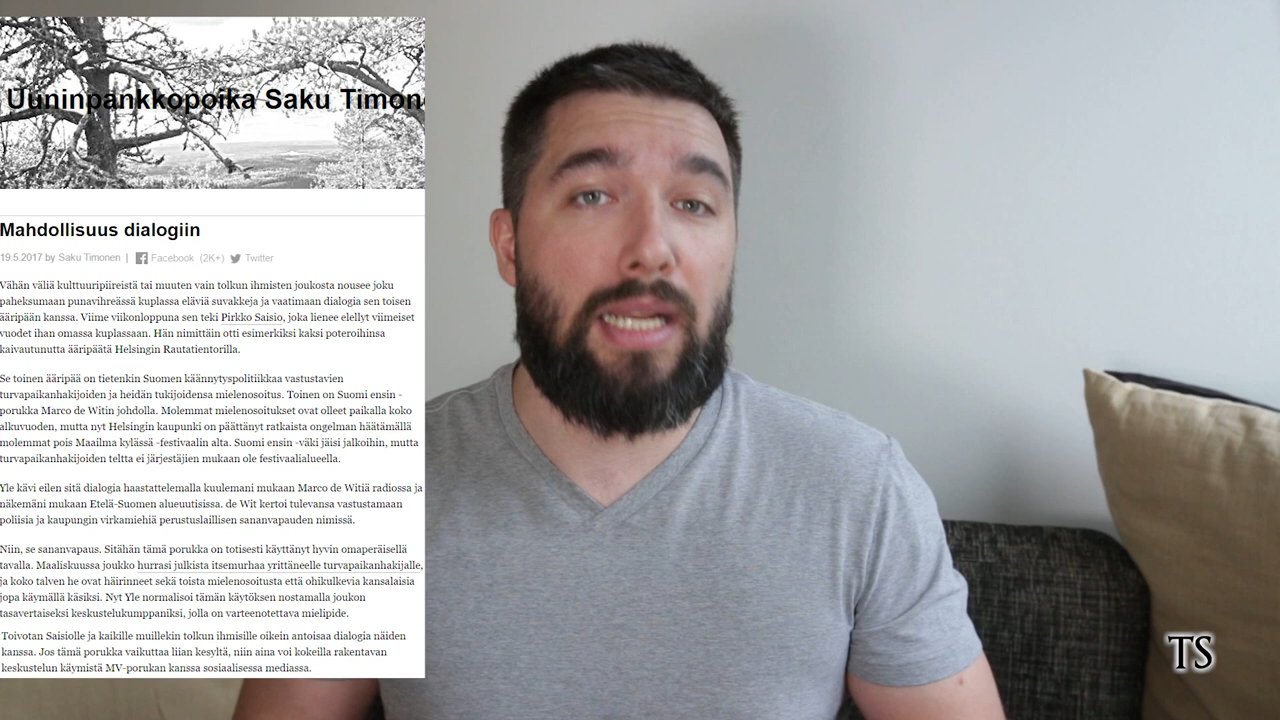 Uuninpankkopoika Saku Timon
Mahdollisuus dialogiin
19.5.2017 by Saku Timonen | Facebook (2K+) Twitter
Vähän väliä kulttuuripiireistä tai muuten vain tolkun ihmisten joukosta nousee joku
paheksumaan punavihreässä kuplassa eläviä suvakkeja ja vaatimaan dialogia sen toisen
ääripään kanssa. Viime viikonloppuna sen teki Pirkko Saisio, joka lienee elellyt viimeiset
vuodet ihan omassa kuplassaan. Hän nimittäin otti esimerkiksi kaksi poteroihinsa
kaivautunutta ääripäätä Helsingin Rautatientorilla.
Se toinen ääripää on tietenkin Suomen käännytyspolitiikkaa vastustavien
turvapaikanhakijoiden ja heidän tukijoidensa mielenosoitus. Toinen on Suomi ensin -
porukka Marco de Witin johdolla. Molemmat mielenosoitukset ovat olleet paikalla koko
alkuvuoden, mutta nyt Helsingin kaupunki on päättänyt ratkaista ongelman häätämällä
molemmat pois Maailma kylässä -festivaalin alta. Suomi ensin -väki jäisi jalkoihin, mutta
turvapaikanhakijoiden teltta ei järjestäjien mukaan ole festivaalialueella.
Yle kävi eilen sitä dialogia haastattelemalla kuulemani mukaan Marco de Witiä radiossa ja
näkemäni mukaan Etelä-Suomen alueuutisissa. de Wit kertoi tulevansa vastustamaan
poliisia ja kaupungin virkamiehiä perustuslaillisen sananvapauden nimissä.
Niin, se sananvapaus. Sitähän tämä porukka on totisesti käyttänyt hyvin omaperäisellä
tavalla. Maaliskuussa joukko hurrasi julkista itsemurhaa yrittäneelle turvapaikanhakijalle,
ja koko talven he ovat häirinneet sekä toista mielenosoitusta että ohikulkevia kansalaisia
jopa käymällä käsiksi. Nyt Yle normalisoi tämän käytöksen nostamalla joukon
tasavertaiseksi keskustelukumppaniksi, jolla on varteenotettava mielipide.
Toivotan Saisiolle ja kaikille muillekin tolkun ihmisille oikein antoisaa dialogia näiden
kanssa. Jos tämä porukka vaikuttaa liian kesyltä, niin aina voi kokeilla rakentavan
keskustelun käymistä MV-porukan kanssa sosiaalisessa mediassa.
TS